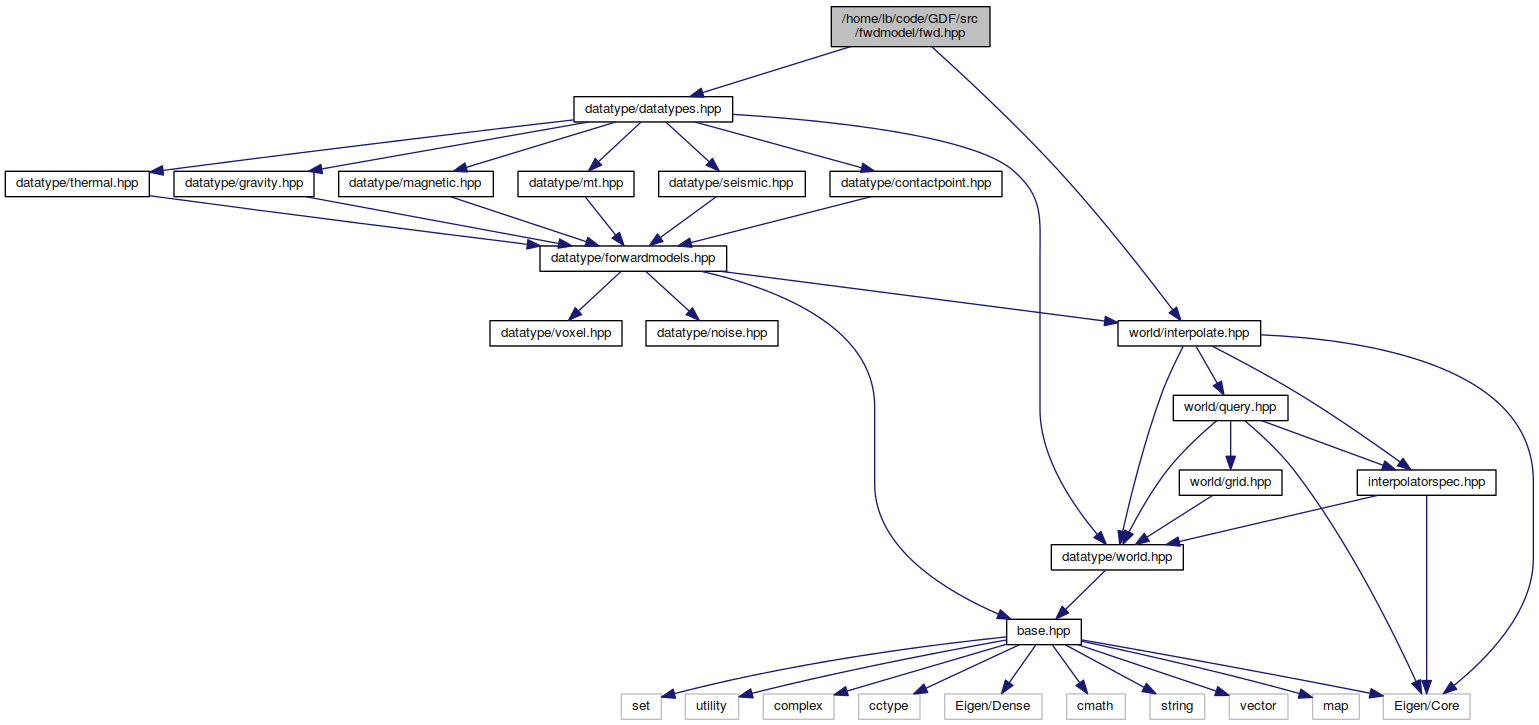 /home/lb/code/GDF/src
/fwdmodel/fwd.hpp
datatype/datatypes.hpp
datatype/thermal.hpp
datatype/gravity.hpp
datatype/magnetic.hpp
datatype/mt.hpp
datatype/seismic.hpp
datatype/contactpoint.hpp
datatype/forwardmodels.hpp
datatype/voxel.hpp
datatype/noise.hpp
world/interpolate.hpp
world/query.hpp
world/grid.hpp
interpolatorspec.hpp
datatype/world.hpp
base.hpp
set
utility
complex
cctype
Eigen/Dense
cmath
string
vector
map
Eigen/Core